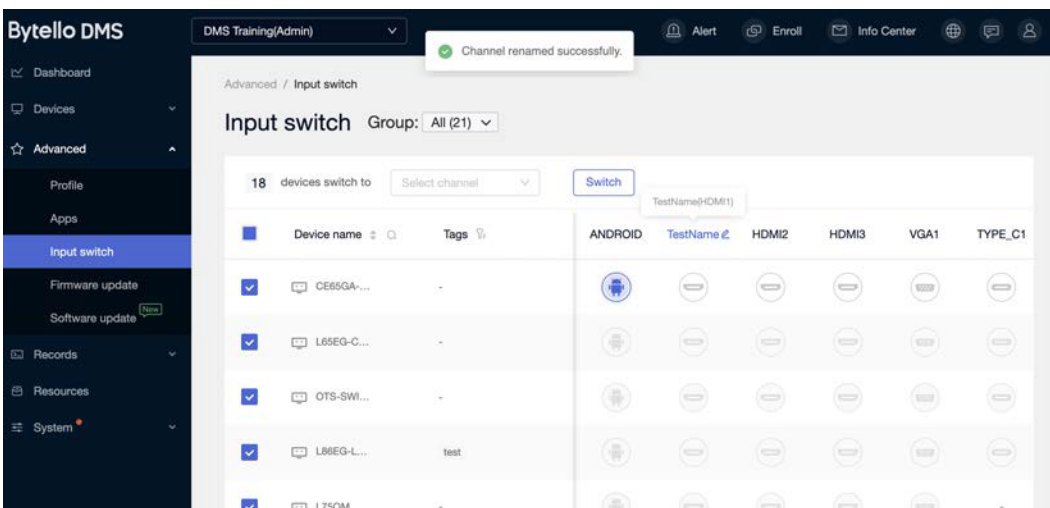 Bytello DMS
DMS Training(Admin)
Alert
Enroll
Info Center
Channel renamed successfully.
Dashboard
Devices
Advanced
Profile
Apps
Input switch
Firmware update
Software update New
Records
Resources
System
Advanced / Input switch
Input switch Group: All (21)
18 devices switch to Select channel Switch
TestName(HDMI1)
Device name Tags ANDROID TestName HDMI2 HDMI3 VGA1 TYPE_C1
CE65GA-... -
L65EG-C... -
OTS-SWI... -
L86EG-L... test